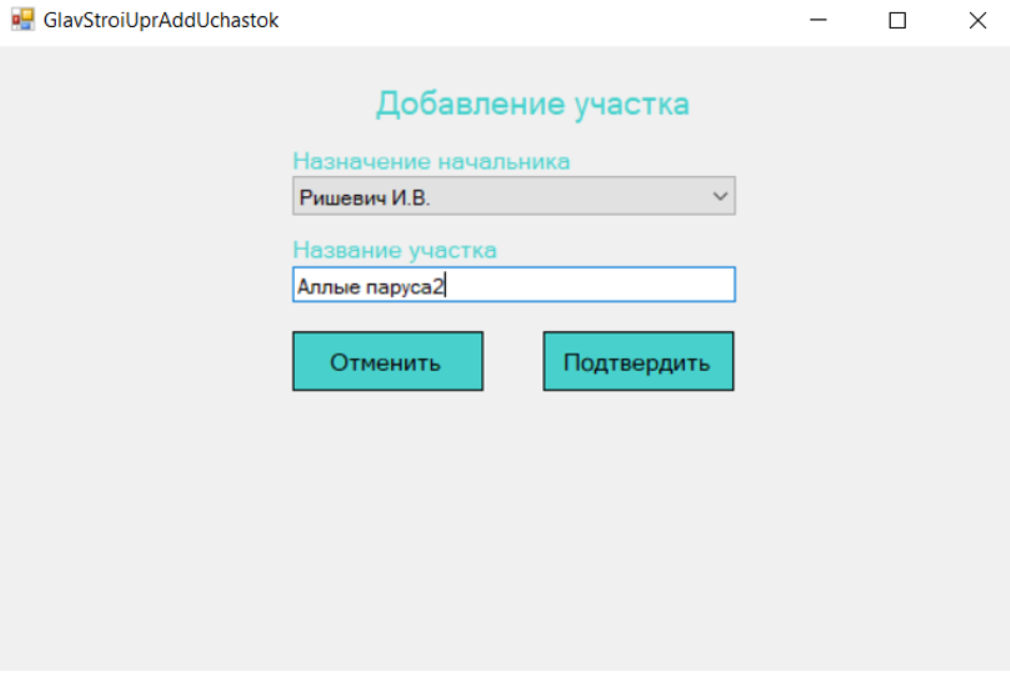 GlavStroiUprAddUchastok
Добавление участка
Назначение начальника
Ришевич И.В.
Название участка
Аллые паруса2
Отменить Подтвердить